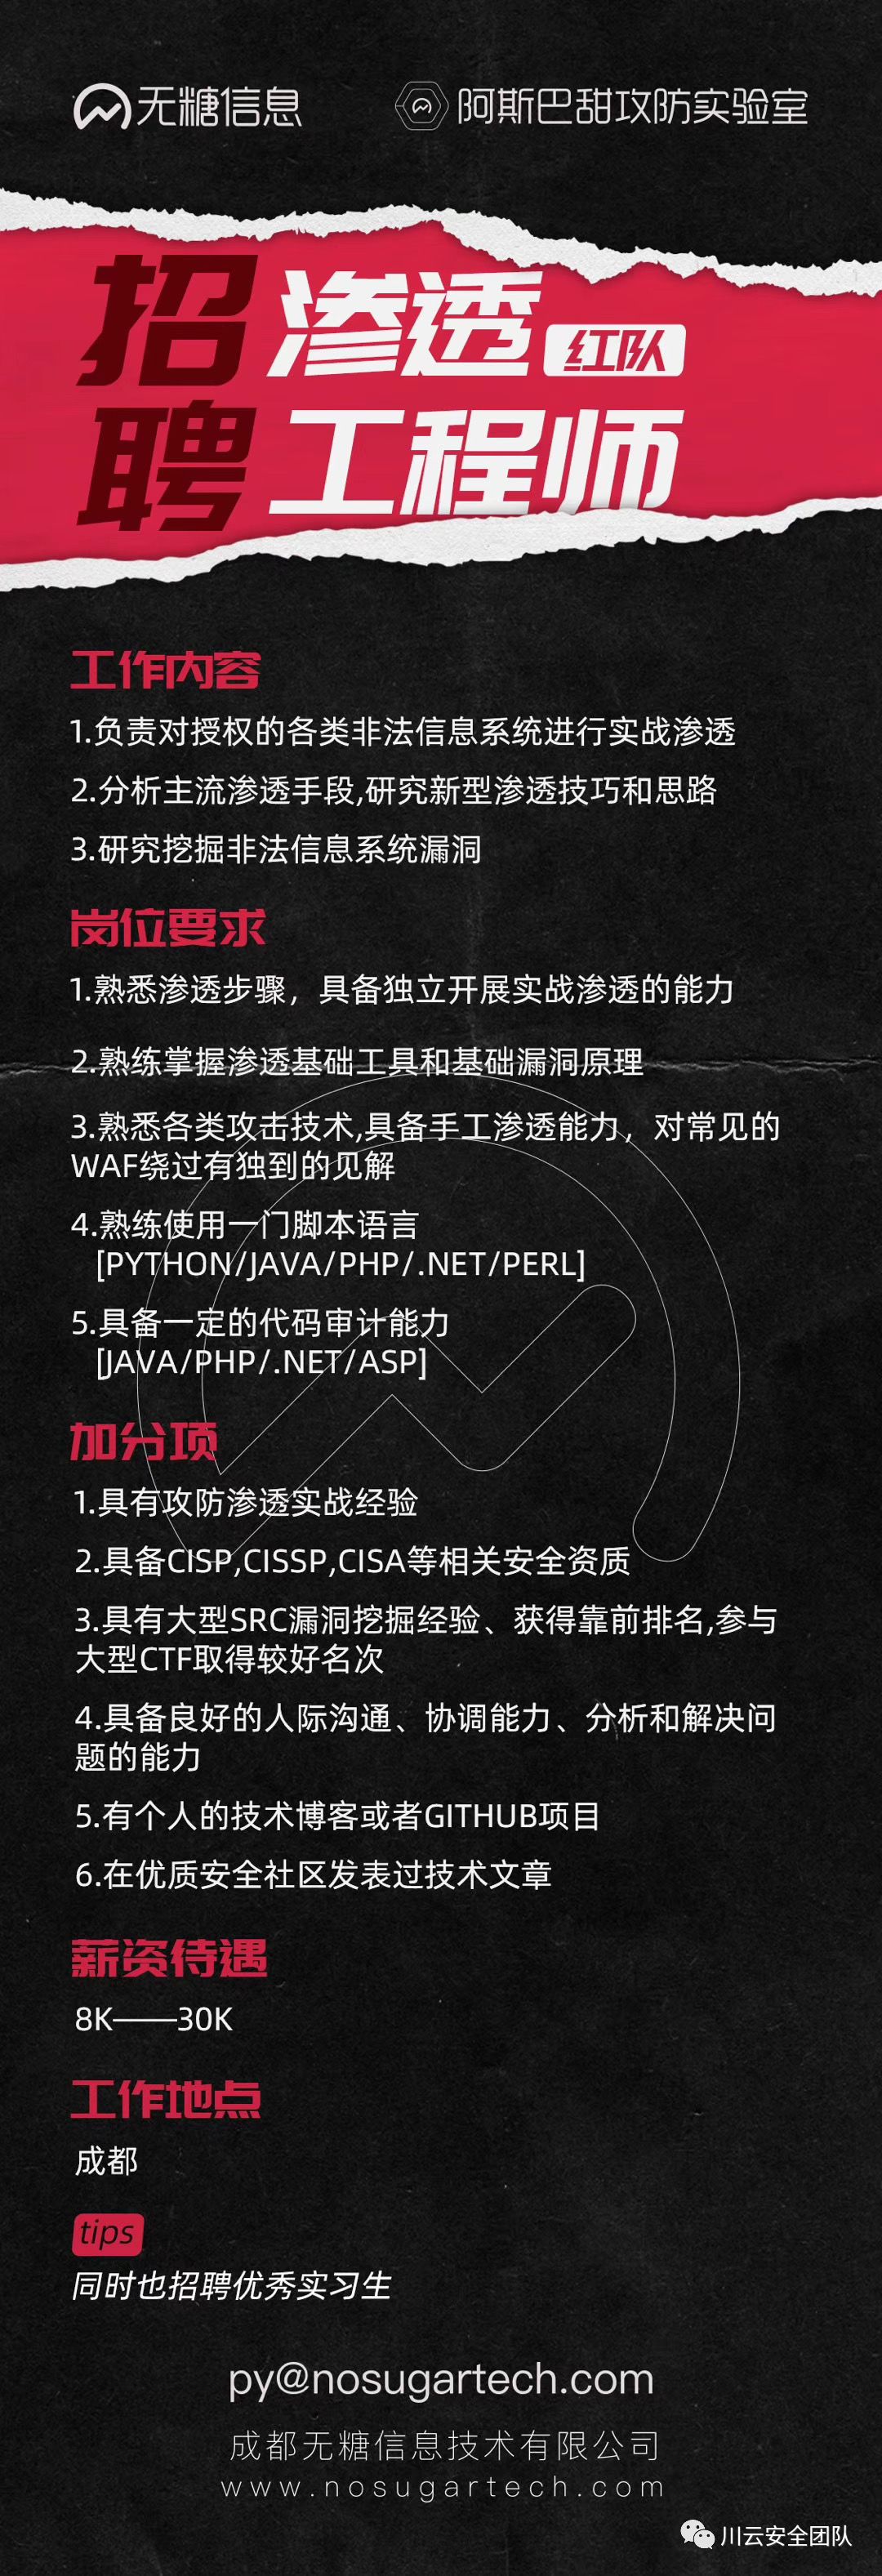 无糖信息
阿斯巴甜攻防实验室
招聘
渗透 红队
工程师
工作内容
1.负责对授权的各类非法信息系统进行实战渗透
2.分析主流渗透手段,研究新型渗透技巧和思路
3.研究挖掘非法信息系统漏洞
岗位要求
1.熟悉渗透步骤，具备独立开展实战渗透的能力
2.熟练掌握渗透基础工具和基础漏洞原理
3.熟悉各类攻击技术,具备手工渗透能力，对常见的
WAF绕过有独到的见解
4.熟练使用一门脚本语言
[PYTHON/JAVA/PHP/.NET/PERL]
5.具备一定的代码审计能力
[JAVA/PHP/.NET/ASP]
加分项
1.具有攻防渗透实战经验
2.具备CISP,CISSP,CISA等相关安全资质
3.具有大型SRC漏洞挖掘经验、获得靠前排名,参与
大型CTF取得较好名次
4.具备良好的人际沟通、协调能力、分析和解决问
题的能力
5.有个人的技术博客或者GITHUB项目
6.在优质安全社区发表过技术文章
薪资待遇
8K——30K
工作地点
成都
tips
同时也招聘优秀实习生
py@nosugartech.com
成都无糖信息技术有限公司
www.nosugartech.com
川云安全团队